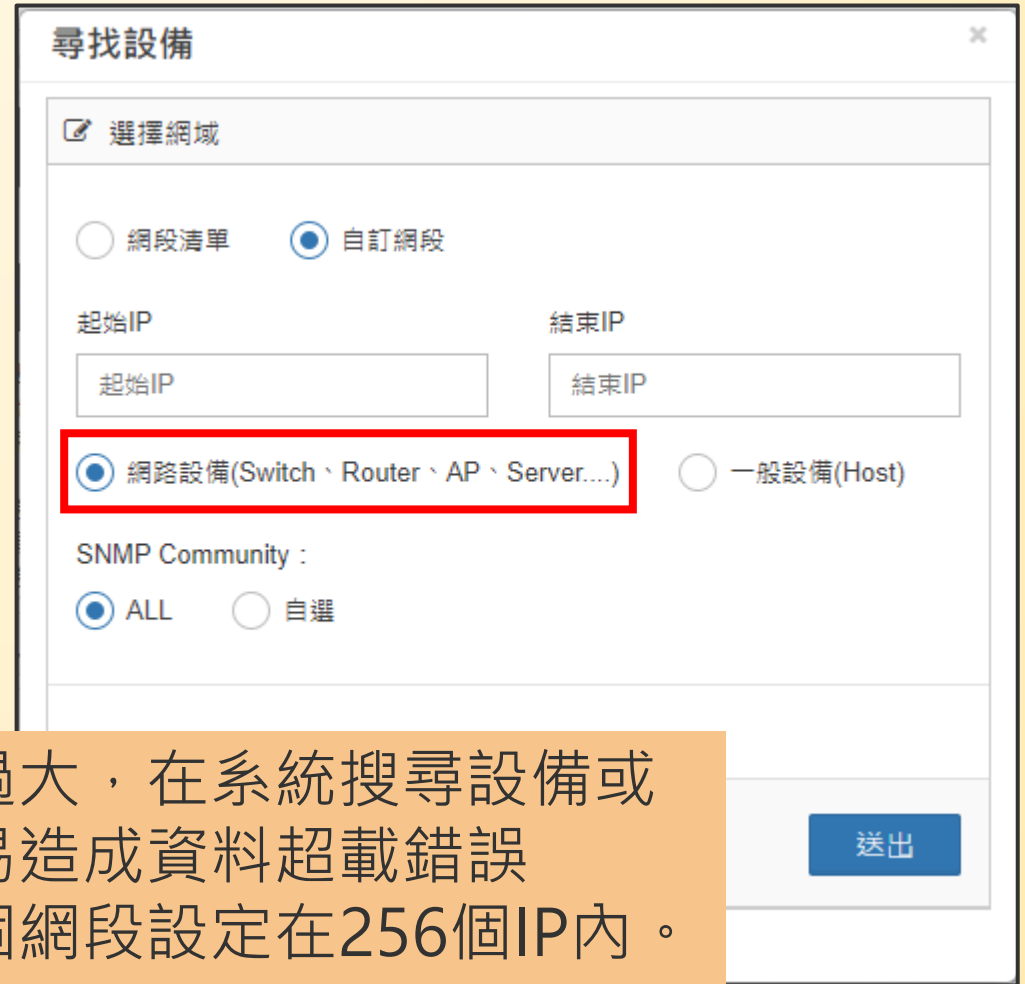 尋找設備 ×
選擇網域
網段清單 自訂網段
起始IP 結束IP
起始IP 結束IP
網路設備(Switch、Router、AP、Server....) 一般設備(Host)
SNMP Community：
ALL 自選
過大，在系統搜尋設備或
易造成資料超載錯誤
送出
個網段設定在256個IP內。